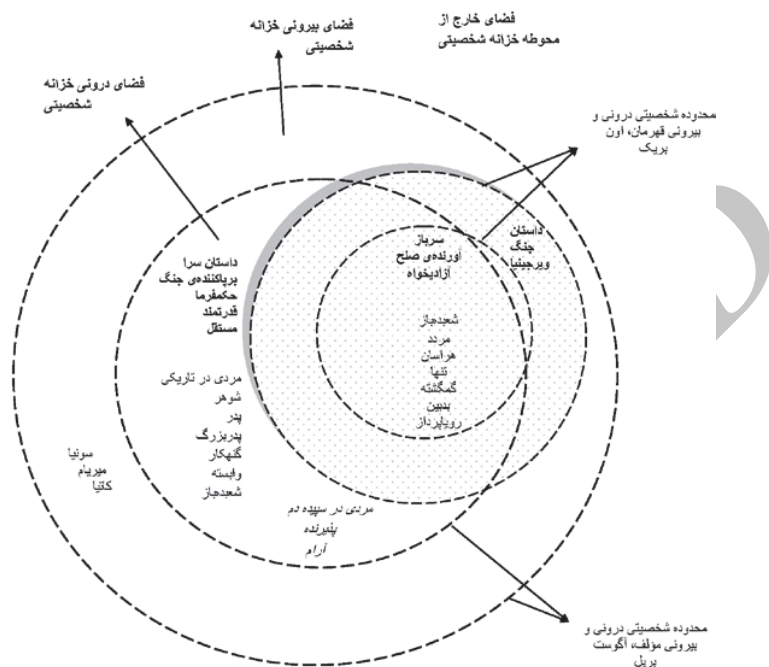 فضای خارج از
محوطه خزانه شخصیتی
فضای بیرونی خزانه
شخصیتی
فضای درونی خزانه
شخصیتی
محدوده شخصیتی درونی و
بیرونی قهرمان، اون
بریک
داستان
جنگ
ویرجینیا
سرباز
آورنده‌ی صلح
آزادیخواه
داستان سرا
برپاکننده‌ی جنگ
حکمفرما
قدرتمند
مستقل
شعبده‌باز
مردد
هراسان
تنها
گمگشته
بدبین
رویاپرداز
مردی در تاریکی
شوهر
پدر
پدربزرگ
گنهکار
وابسته
شعبده‌باز
سونیا
میریام
کاتیا
مردی در سپیده دم
پذیرنده
آرام
محدوده شخصیتی درونی و
بیرونی مؤلف، آگوست
بریل